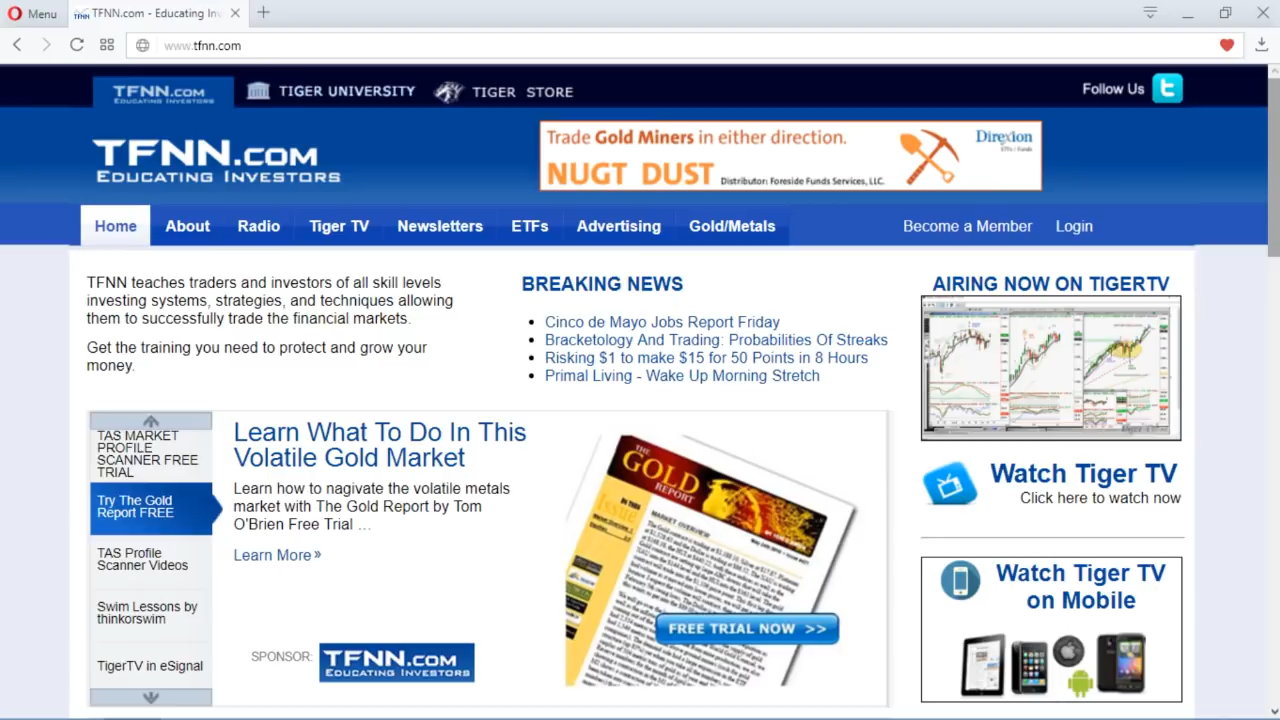 Menu
TFNN.com - Educating In
www.tfnn.com
TFNN.COM
EDUCATING INVESTORS
TIGER UNIVERSITY
TIGER STORE
Follow Us
TFNN.COM
EDUCATING INVESTORS
Trade Gold Miners in either direction.
NUGT DUST
Distributor: Foreside Funds Services, LLC.
Direxion
ETFs / Funds
Home
About
Radio
Tiger TV
Newsletters
ETFs
Advertising
Gold/Metals
Become a Member
Login
TFNN teaches traders and investors of all skill levels
investing systems, strategies, and techniques allowing
them to successfully trade the financial markets.
Get the training you need to protect and grow your
money.
BREAKING NEWS
Cinco de Mayo Jobs Report Friday
Bracketology And Trading: Probabilities Of Streaks
Risking $1 to make $15 for 50 Points in 8 Hours
Primal Living - Wake Up Morning Stretch
AIRING NOW ON TIGERTV
TAS MARKET
PROFILE
SCANNER FREE
TRIAL
Try The Gold
Report FREE
TAS Profile
Scanner Videos
Swim Lessons by
thinkorswim
TigerTV in eSignal
Learn What To Do In This
Volatile Gold Market
Learn how to nagivate the volatile metals
market with The Gold Report by Tom
O'Brien Free Trial ...
Learn More »
SPONSOR:
TFNN.COM
EDUCATING INVESTORS
THE
GOLD
REPORT
IN THIS
ISSUE
MARKET OVERVIEW
FREE TRIAL NOW >>
Watch Tiger TV
Click here to watch now
Watch Tiger TV
on Mobile